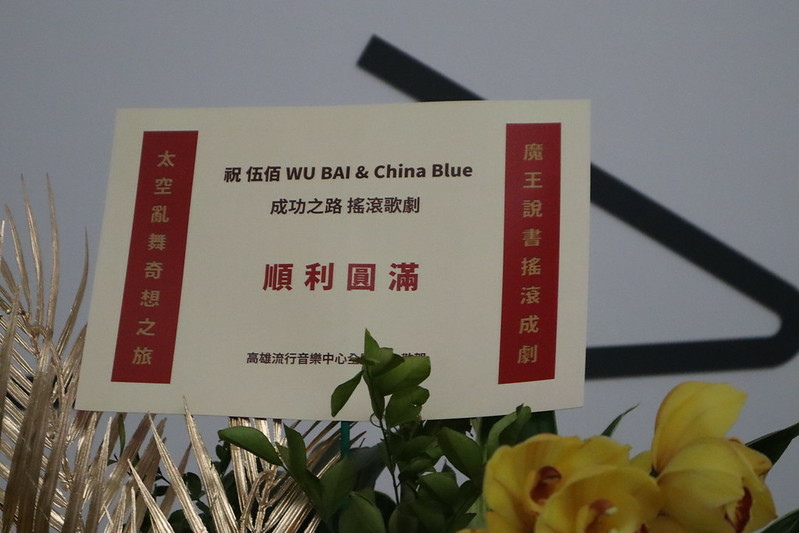 魔王說書搖滾成劇
祝 伍佰 WU BAI & China Blue
成功之路 搖滾歌劇
順利圓滿
高雄流行音樂中心全
太空亂舞奇想之旅